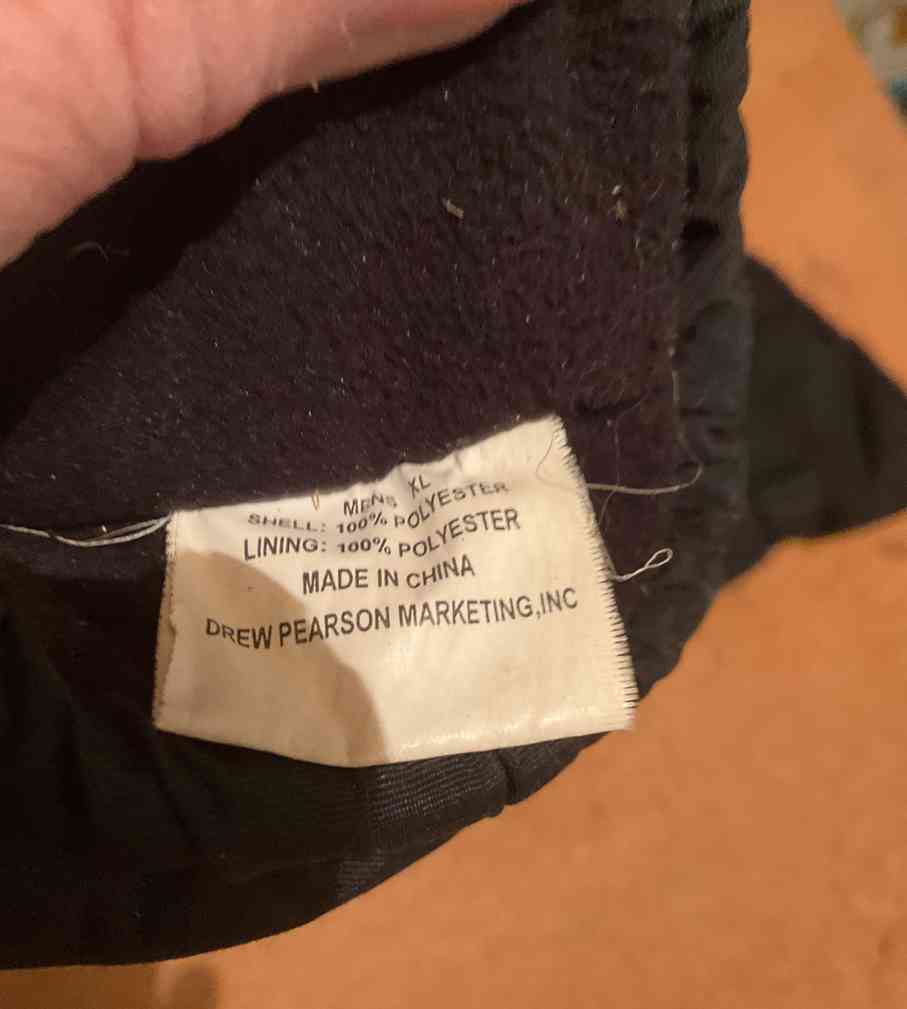 MENS XL
SHELL: 100% POLYESTER
LINING: 100% POLYESTER
MADE IN CHINA
DREW PEARSON MARKETING,INC